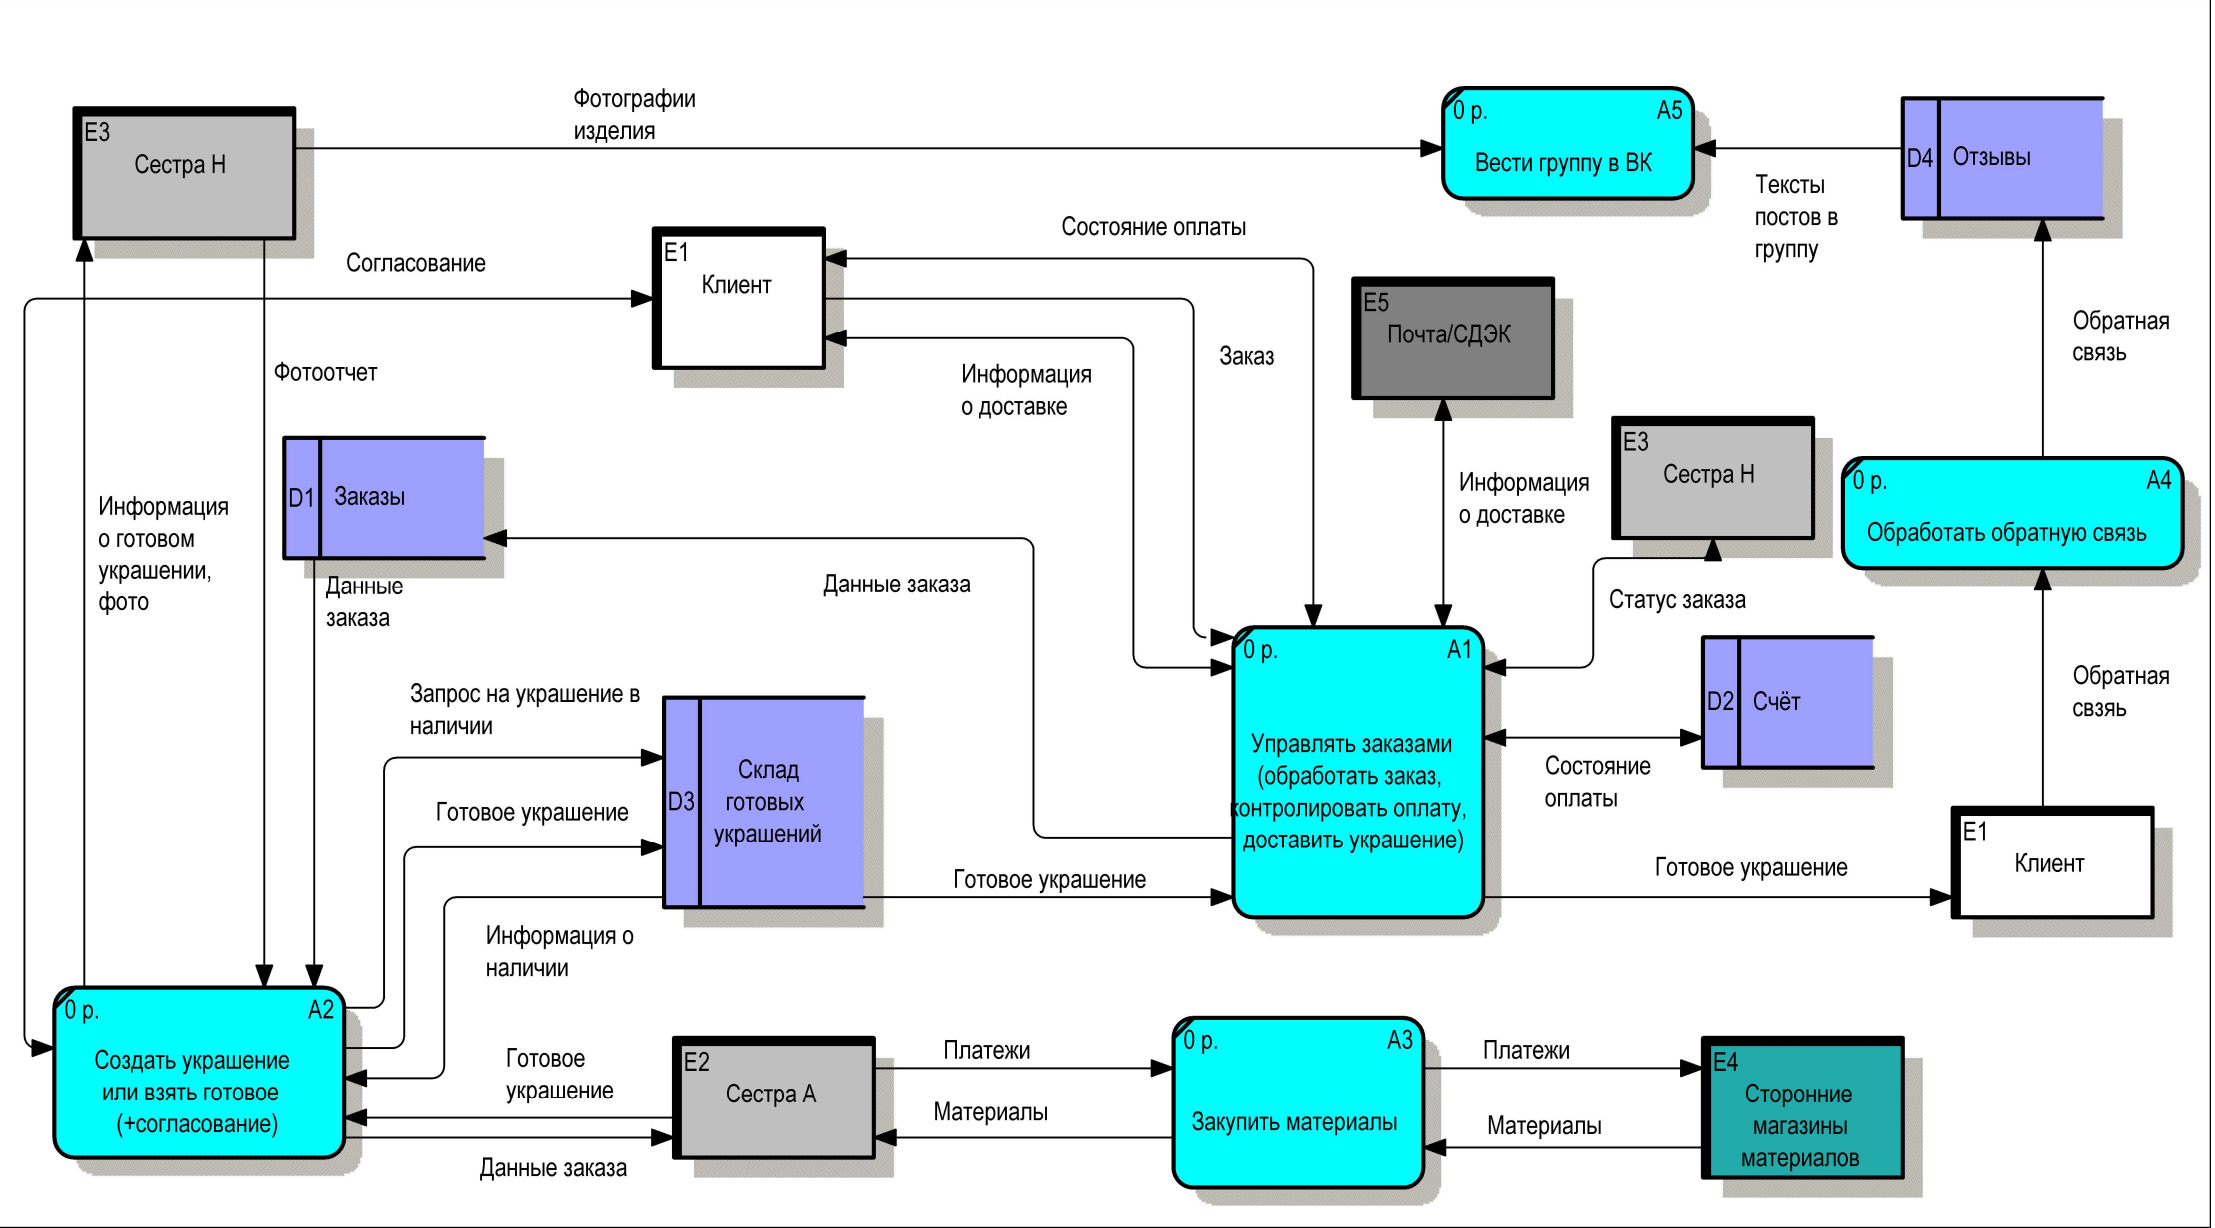 Фотографии
изделия
E3
Сестра Н
0 р.
A5
Вести группу в ВК
D4
Отзывы
Тексты
постов в
группу
Состояние оплаты
Согласование
E1
Клиент
E5
Почта/СДЭК
Обратная
связь
Заказ
Фотоотчет
Информация
о доставке
E3
Сестра Н
0 р.
A4
Обработать обратную связь
D1
Заказы
Информация
о доставке
Информация
о готовом
украшении,
фото
Данные
заказа
Данные заказа
Статус заказа
0 р.
A1
Управлять заказами
(обработать заказ,
контролировать оплату,
доставить украшение)
D2
Счёт
Обратная
свзяь
Запрос на украшение в
наличии
D3
Склад
готовых
украшений
Состояние
оплаты
Готовое украшение
E1
Клиент
Готовое украшение
Готовое украшение
Информация о
наличии
0 р.
A2
Создать украшение
или взять готовое
(+согласование)
Готовое
украшение
E2
Сестра А
Платежи
0 р.
A3
Закупить материалы
Платежи
E4
Сторонние
магазины
материалов
Материалы
Материалы
Данные заказа